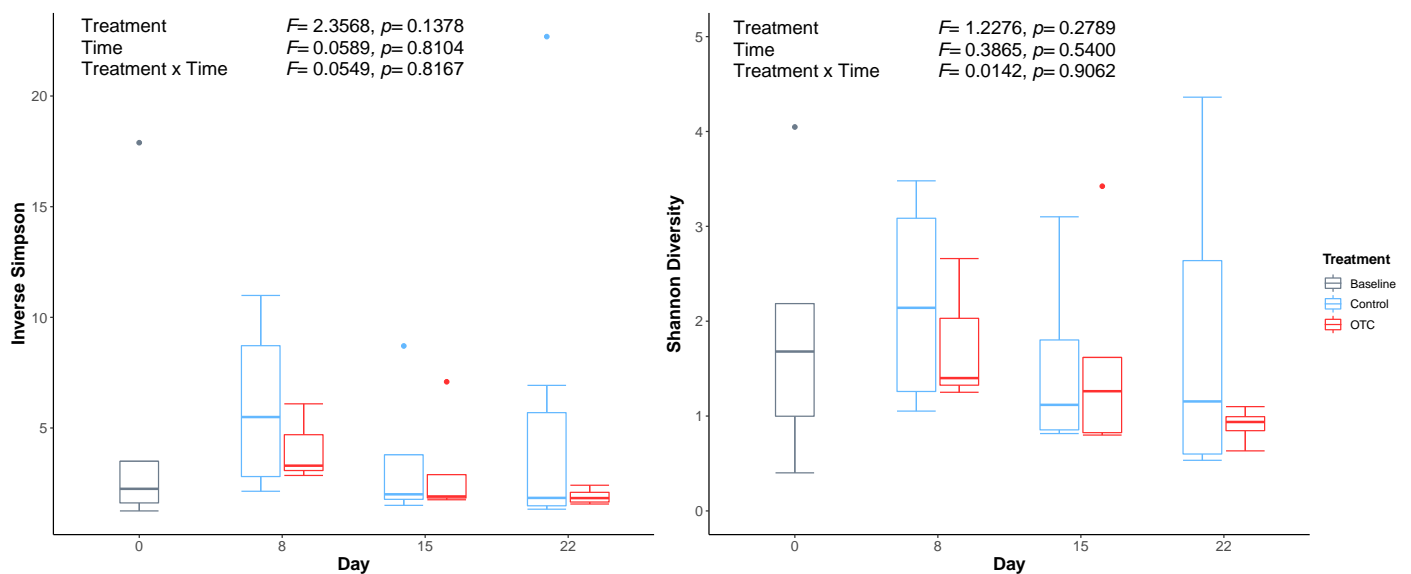 Treatment F= 2.3568, p= 0.1378
Time F= 0.0589, p= 0.8104
Treatment x Time F= 0.0549, p= 0.8167
20
15
10
5
Inverse Simpson
0 8 15 22
Day
Treatment F= 1.2276, p= 0.2789
Time F= 0.3865, p= 0.5400
Treatment x Time F= 0.0142, p= 0.9062
5
4
3
2
1
0
Shannon Diversity
0 8 15 22
Day
Treatment
Baseline
Control
OTC